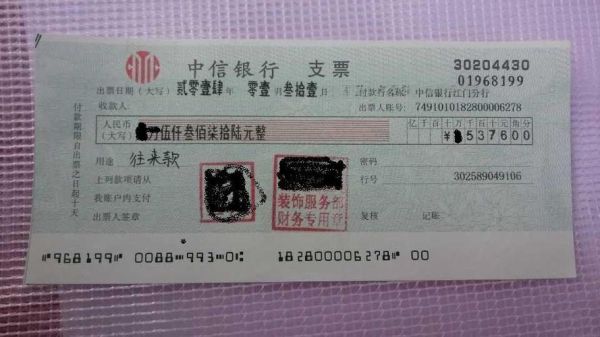 中信银行 支票
30204430
01968199
出票日期(大写) 贰零壹肆 年 零壹 月 叁拾壹 日 付款行名称: 中信银行江门分行
收款人: 出票人账号: 7491010182800006278
人民币(大写) 万伍仟叁佰柒拾陆元整
亿千百十万千百十元角分
¥ 537600
用途 往来款 密码
上列款项请从 行号 302589049106
我账户内支付
出票人签章 复核 记账
付款期限自出票之日起十天
装饰服务部
财务专用章
⑈968199⑈ 0088⑉993⑉0⑆ 182800006278⑈ 00